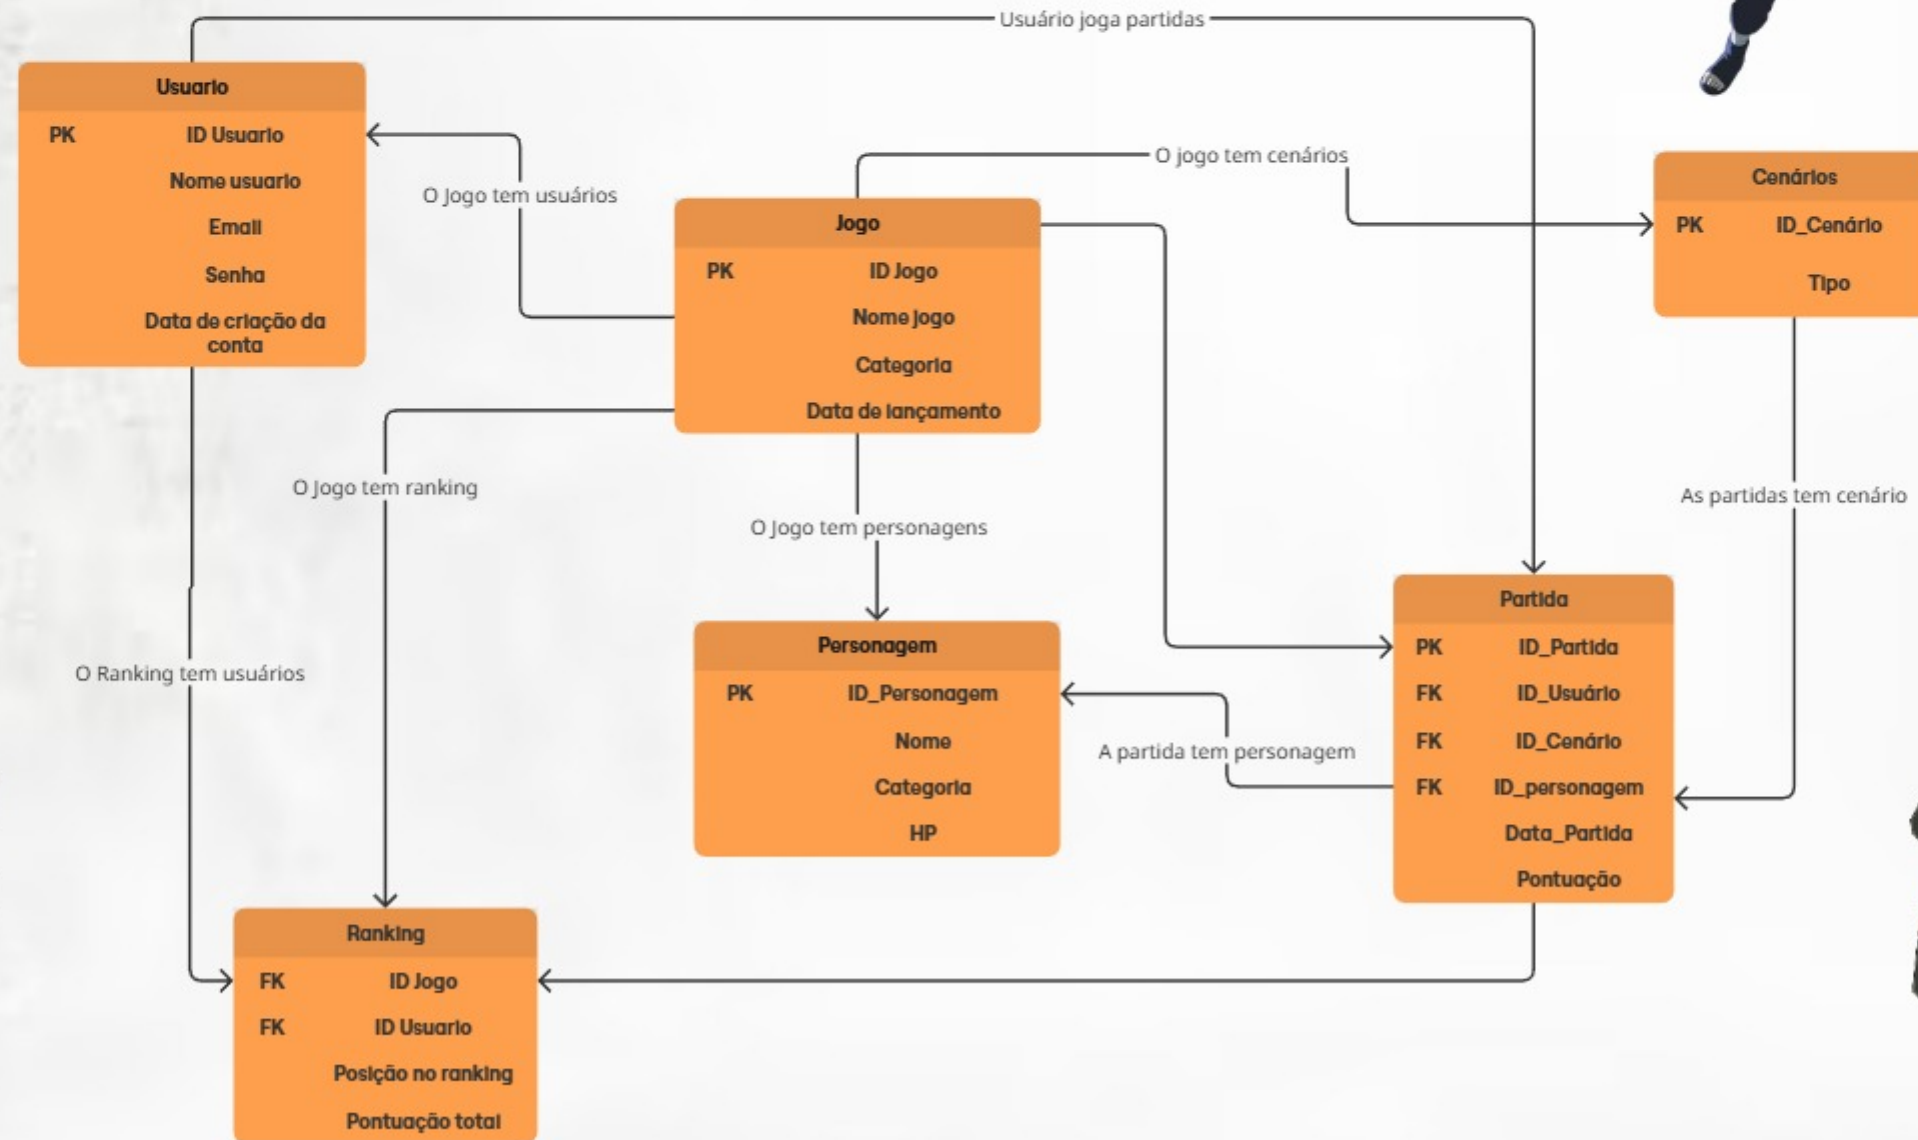 Usuário joga partidas
Usuario
PK ID Usuario
Nome usuario
Email
Senha
Data de criação da
conta
O Jogo tem usuários
O jogo tem cenários
Jogo
PK ID Jogo
Nome jogo
Categoria
Data de lançamento
Cenários
PK ID_Cenário
Tipo
O Jogo tem ranking
O Jogo tem personagens
As partidas tem cenário
O Ranking tem usuários
Personagem
PK ID_Personagem
Nome
Categoria
HP
A partida tem personagem
Partida
PK ID_Partida
FK ID_Usuário
FK ID_Cenário
FK ID_personagem
Data_Partida
Pontuação
Ranking
FK ID Jogo
FK ID Usuario
Posição no ranking
Pontuação total